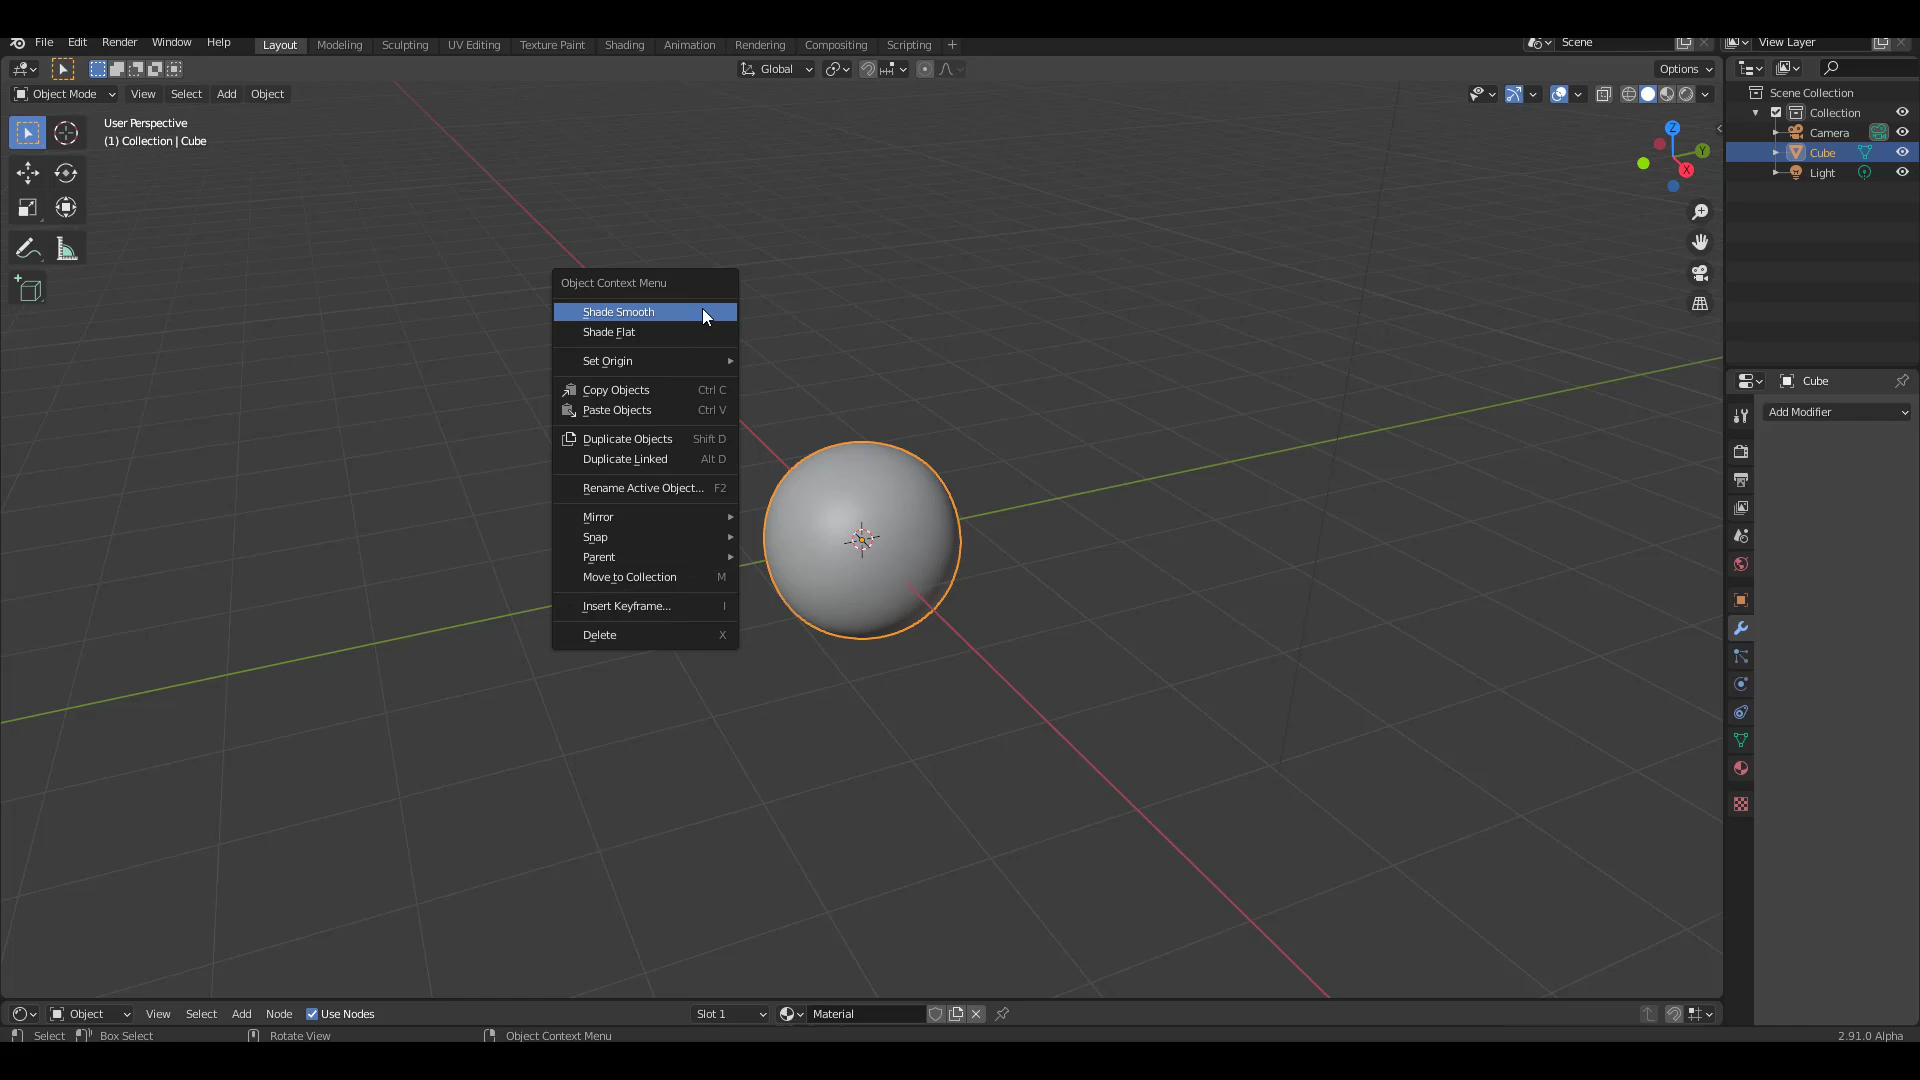 File Edit Render Window Help Layout Modeling Sculpting UV Editing Texture Paint Shading Animation Rendering Compositing Scripting + Scene View Layer
Global Options
Object Mode View Select Add Object
User Perspective
(1) Collection | Cube
Z
Y
X
Scene Collection
Collection
Camera
Cube
Light
Object Context Menu
Shade Smooth
Shade Flat
Set Origin
Copy Objects Ctrl C
Paste Objects Ctrl V
Duplicate Objects Shift D
Duplicate Linked Alt D
Rename Active Object... F2
Mirror
Snap
Parent
Move to Collection M
Insert Keyframe... I
Delete X
Cube
Add Modifier
Object View Select Add Node Use Nodes Slot 1 Material
Select Box Select Rotate View Object Context Menu 2.91.0 Alpha